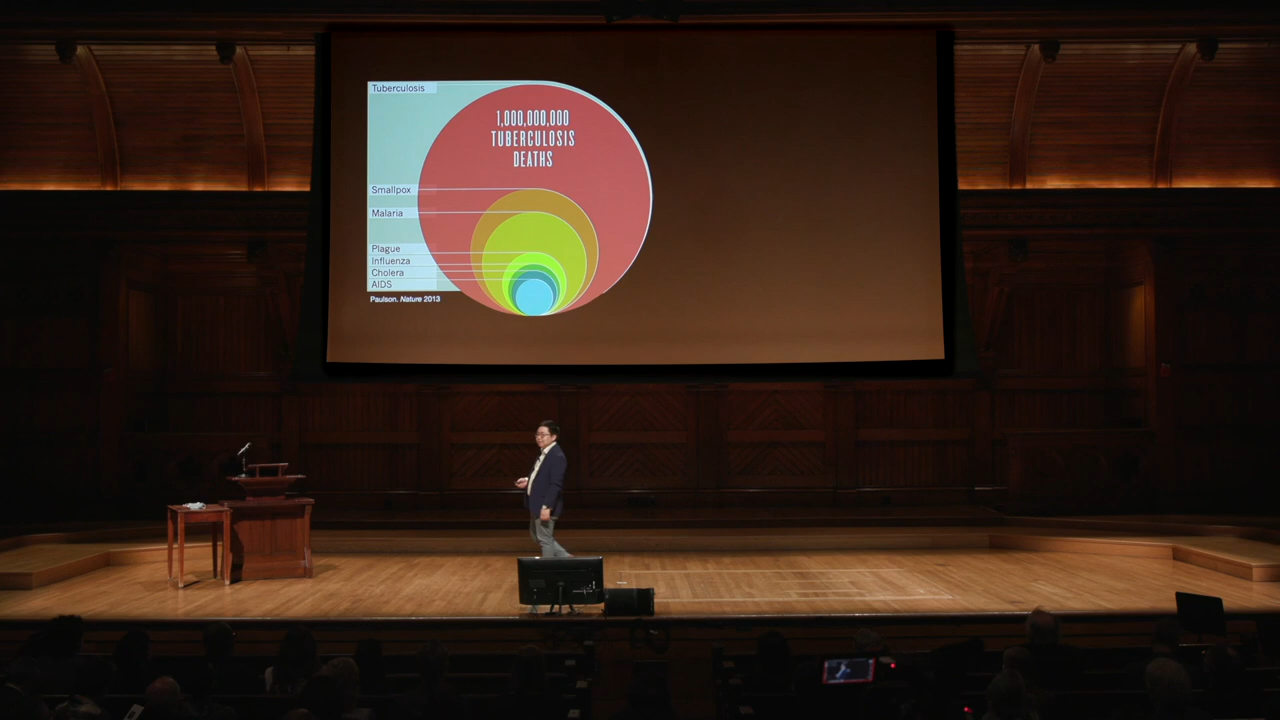 Tuberculosis
1,000,000,000
TUBERCULOSIS
DEATHS
Smallpox
Malaria
Plague
Influenza
Cholera
AIDS
Paulson. Nature 2013